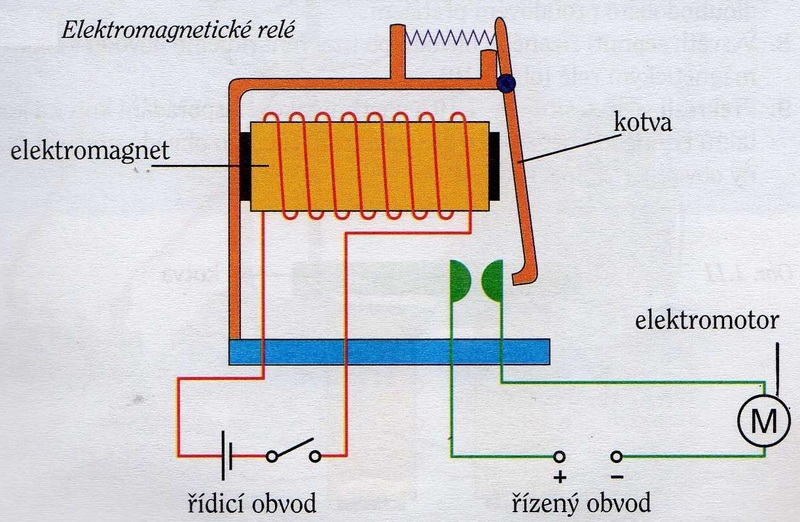 Elektromagnetické relé
kotva
elektromagnet
elektromotor
M
+ −
řídicí obvod
řízený obvod